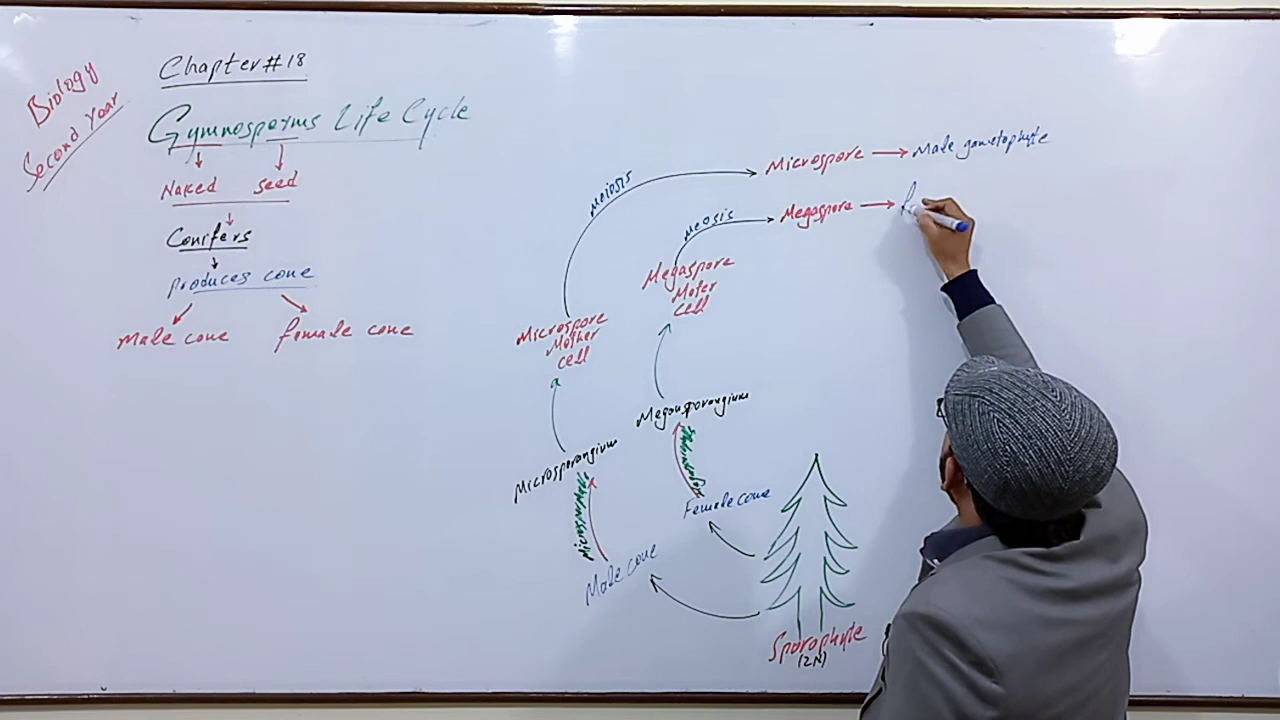 Biology
Second Year
Chapter # 18
Gymnosperms Life Cycle
Naked seed
Conifers
Produces cone
Male cone female cone
Meiosis
Microspore Male gametophyte
Meosis
Megaspore
Megaspore
Moter
cell
Microspore
Mother
cell
Megasporangium
Microsporangium
Female cone
Male cone
Sporophyte
(2N)